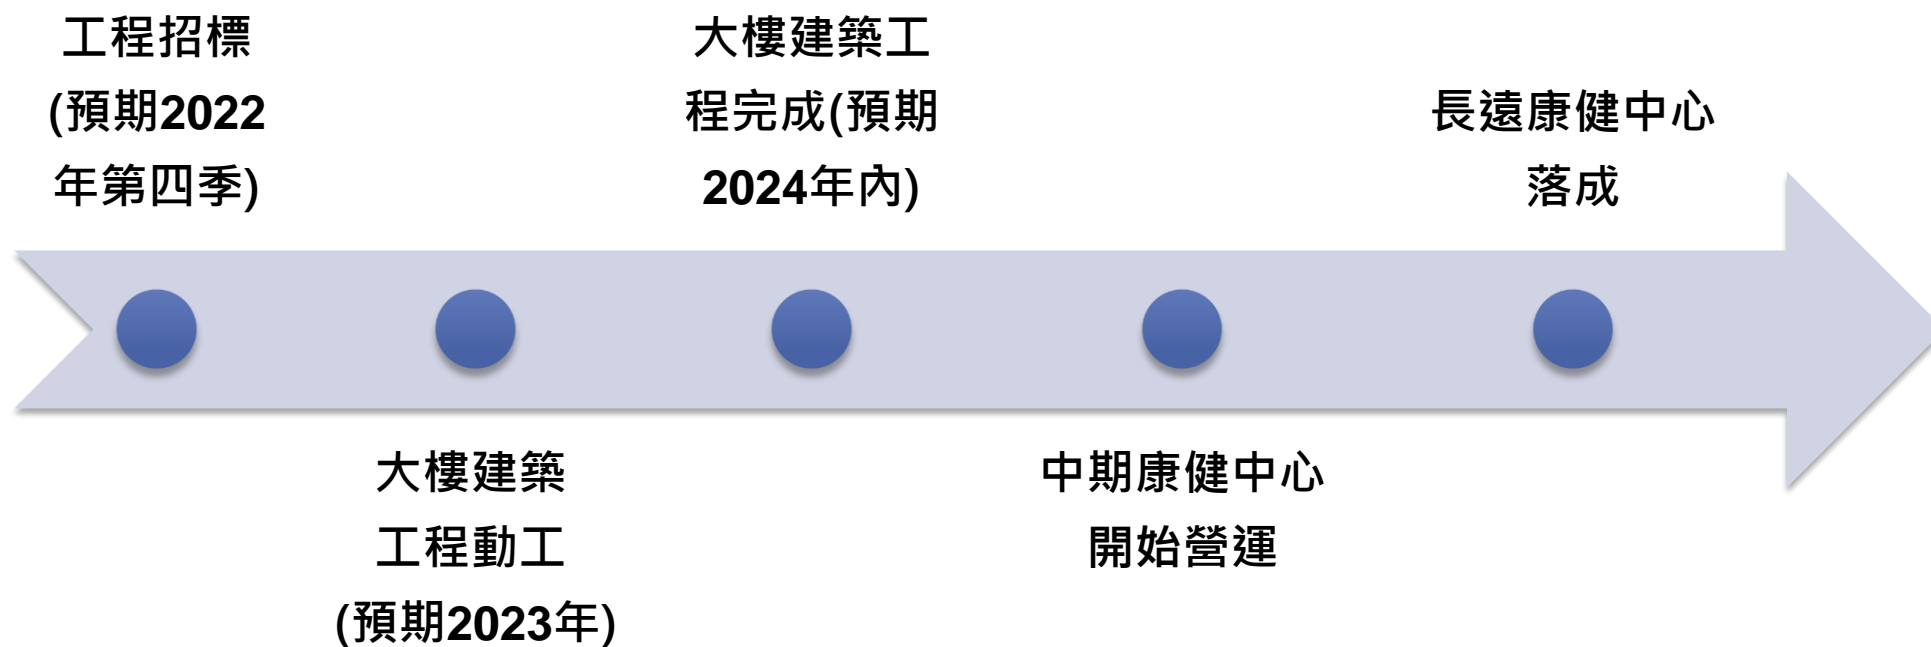 工程招標
(預期2022
年第四季)
大樓建築
工程動工
(預期2023年)
大樓建築工
程完成(預期
2024年內)
中期康健中心
開始營運
長遠康健中心
落成